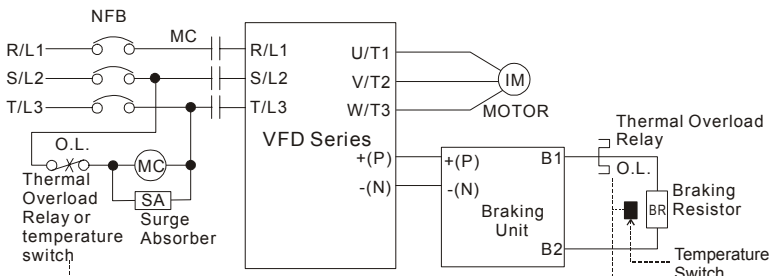 NFB
MC
R/L1
R/L1
U/T1
S/L2
S/L2
V/T2
IM
T/L3
T/L3
W/T3
MOTOR
VFD Series
O.L.
MC
SA
Surge
Absorber
Thermal
Overload
Relay or
temperature
switch
+(P)
-(N)
+(P)
-(N)
B1
Braking
Unit
B2
Thermal Overload
Relay
O.L.
BR
Braking
Resistor
Temperature
Switch